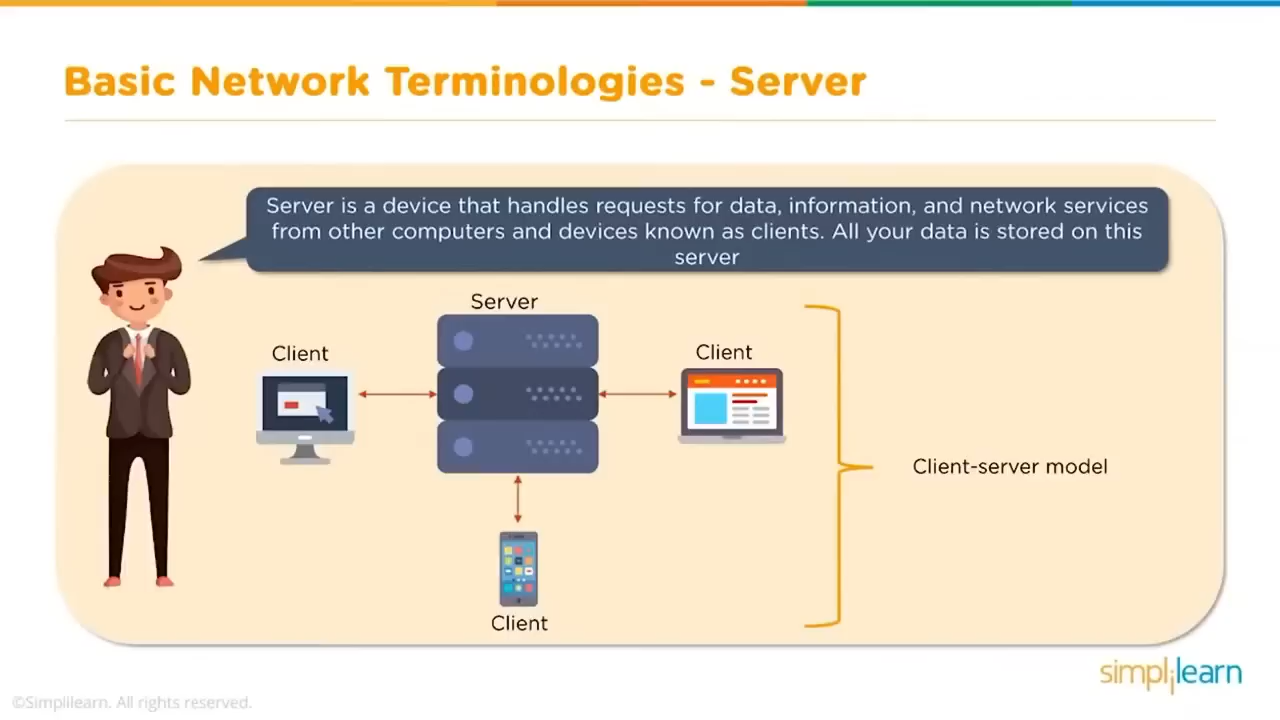 Basic Network Terminologies - Server
Server is a device that handles requests for data, information, and network services
from other computers and devices known as clients. All your data is stored on this
server
Server
Client
Client
Client-server model
Client
simplilearn
©Simplilearn. All rights reserved.